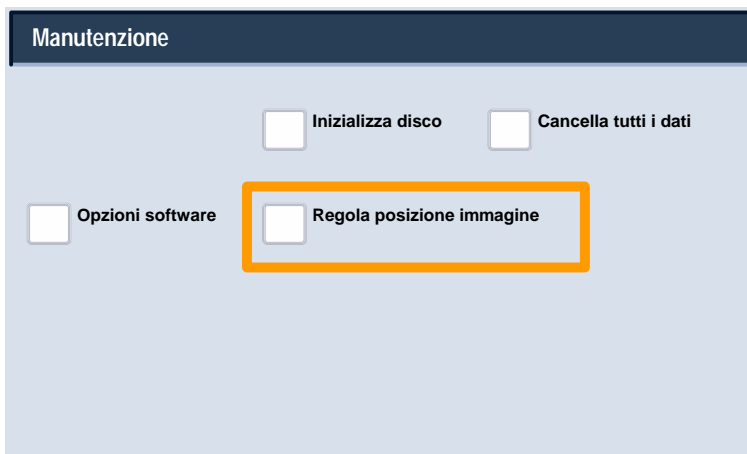 Manutenzione
Inizializza disco
Cancella tutti i dati
Opzioni software
Regola posizione immagine